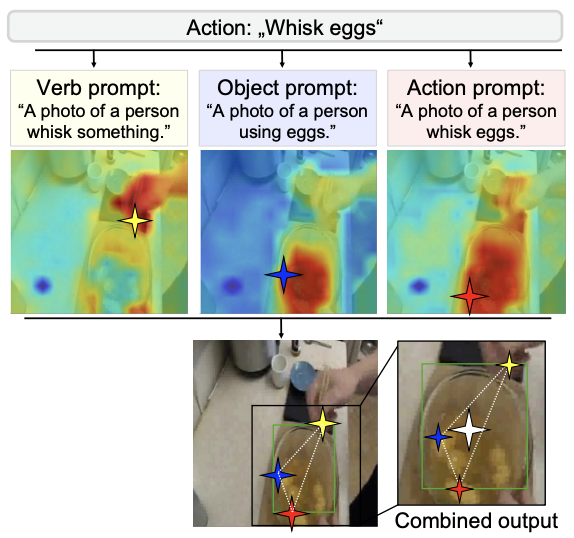 Action: „Whisk eggs“
Verb prompt:
“A photo of a person
whisk something.”
Object prompt:
“A photo of a person
using eggs.”
Action prompt:
“A photo of a person
whisk eggs.”
Combined output